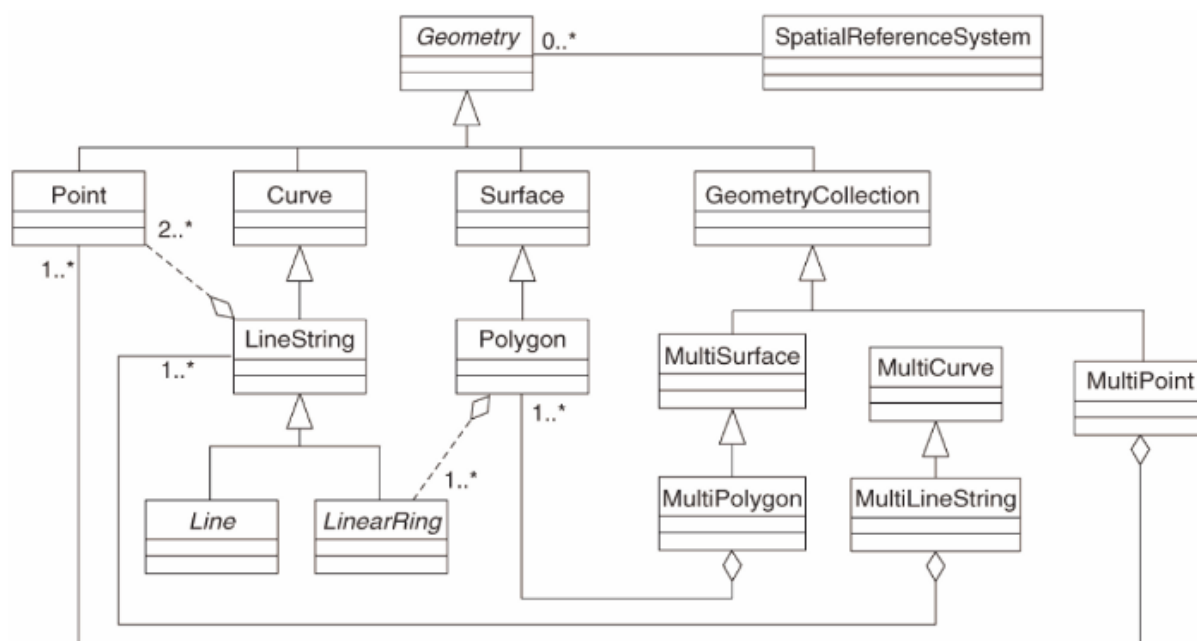 Geometry
0..*
SpatialReferenceSystem
Point
Curve
Surface
GeometryCollection
2..*
1..*
LineString
Polygon
MultiSurface
MultiCurve
MultiPoint
1..*
1..*
1..*
Line
LinearRing
MultiPolygon
MultiLineString